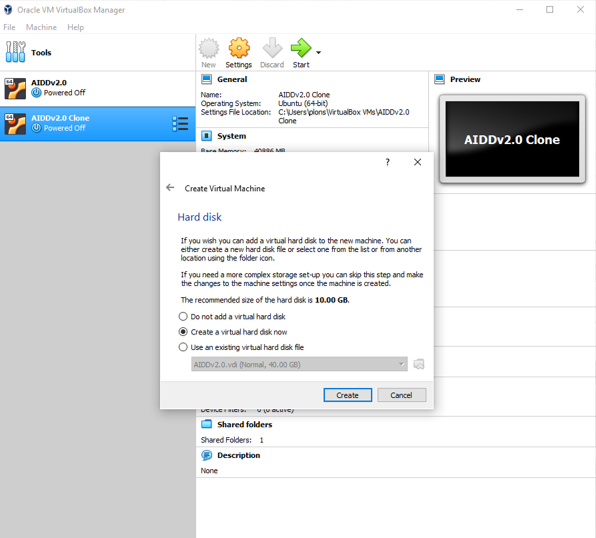 Oracle VM VirtualBox Manager
File Machine Help
Tools
New Settings Discard Start
64
AIDDv2.0
Powered Off
64
AIDDv2.0 Clone
Powered Off
General
Name: AIDDv2.0 Clone
Operating System: Ubuntu (64-bit)
Settings File Location: C:\Users\plons\VirtualBox VMs\AIDDv2.0
Clone
System
Base Memory: 40886 MB
Preview
AIDDv2.0 Clone
?
Create Virtual Machine
Hard disk
If you wish you can add a virtual hard disk to the new machine. You can
either create a new hard disk file or select one from the list or from another
location using the folder icon.
If you need a more complex storage set-up you can skip this step and make
the changes to the machine settings once the machine is created.
The recommended size of the hard disk is 10.00 GB.
Do not add a virtual hard disk
Create a virtual hard disk now
Use an existing virtual hard disk file
AIDDv2.0.vdi (Normal, 40.00 GB)
Create Cancel
Device Filters: 0 (0 active)
Shared folders
Shared Folders: 1
Description
None